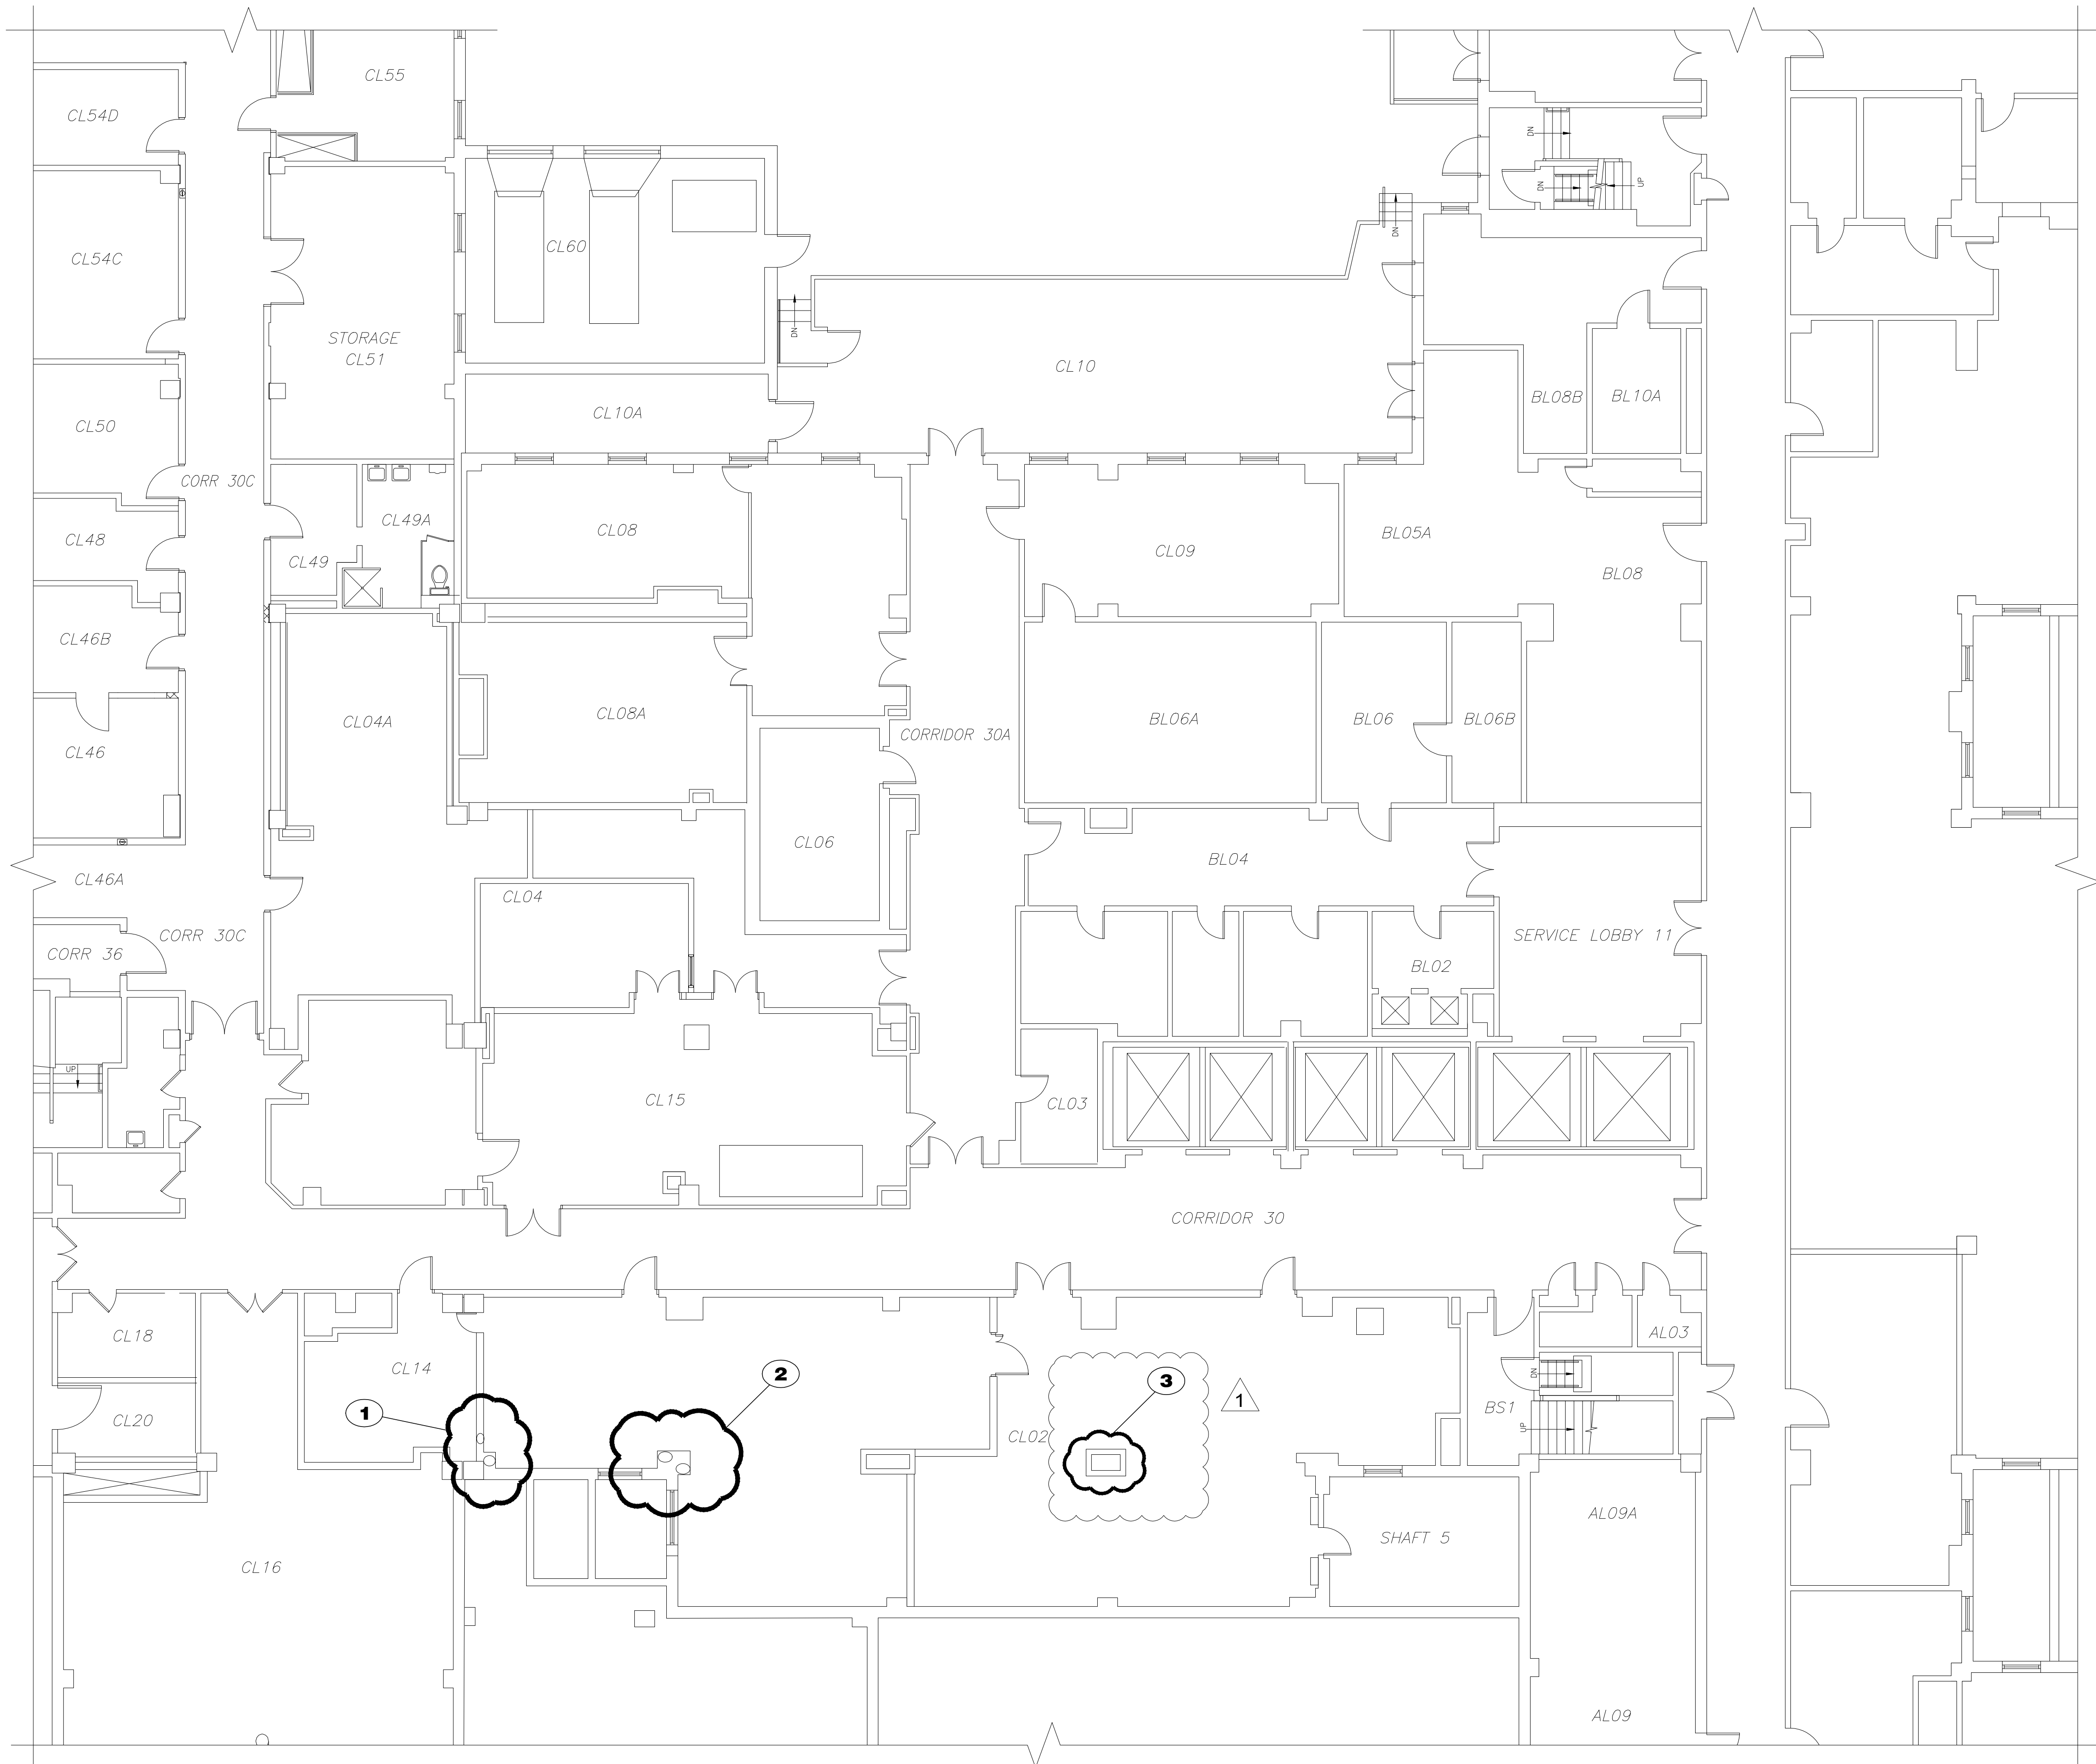 CL55
CL54D
DN
DN
UP
CL60
DN
CL54C
DN
STORAGE
CL51
CL10
CL10A
BL08B
BL10A
CL50
CORR 30C
CL49A
CL08
BL05A
CL48
CL49
CL09
BL08
CL46B
CL04A
CL08A
BL06A
BL06
BL06B
CL46
CORRIDOR 30A
CL06
BL04
CL46A
CL04
CORR 30C
SERVICE LOBBY 11
CORR 36
BL02
UP
CL15
CL03
CORRIDOR 30
CL18
AL03
CL14
2
3
DN
1
1
CL20
BS1
UP
CL02
AL09A
SHAFT 5
CL16
AL09